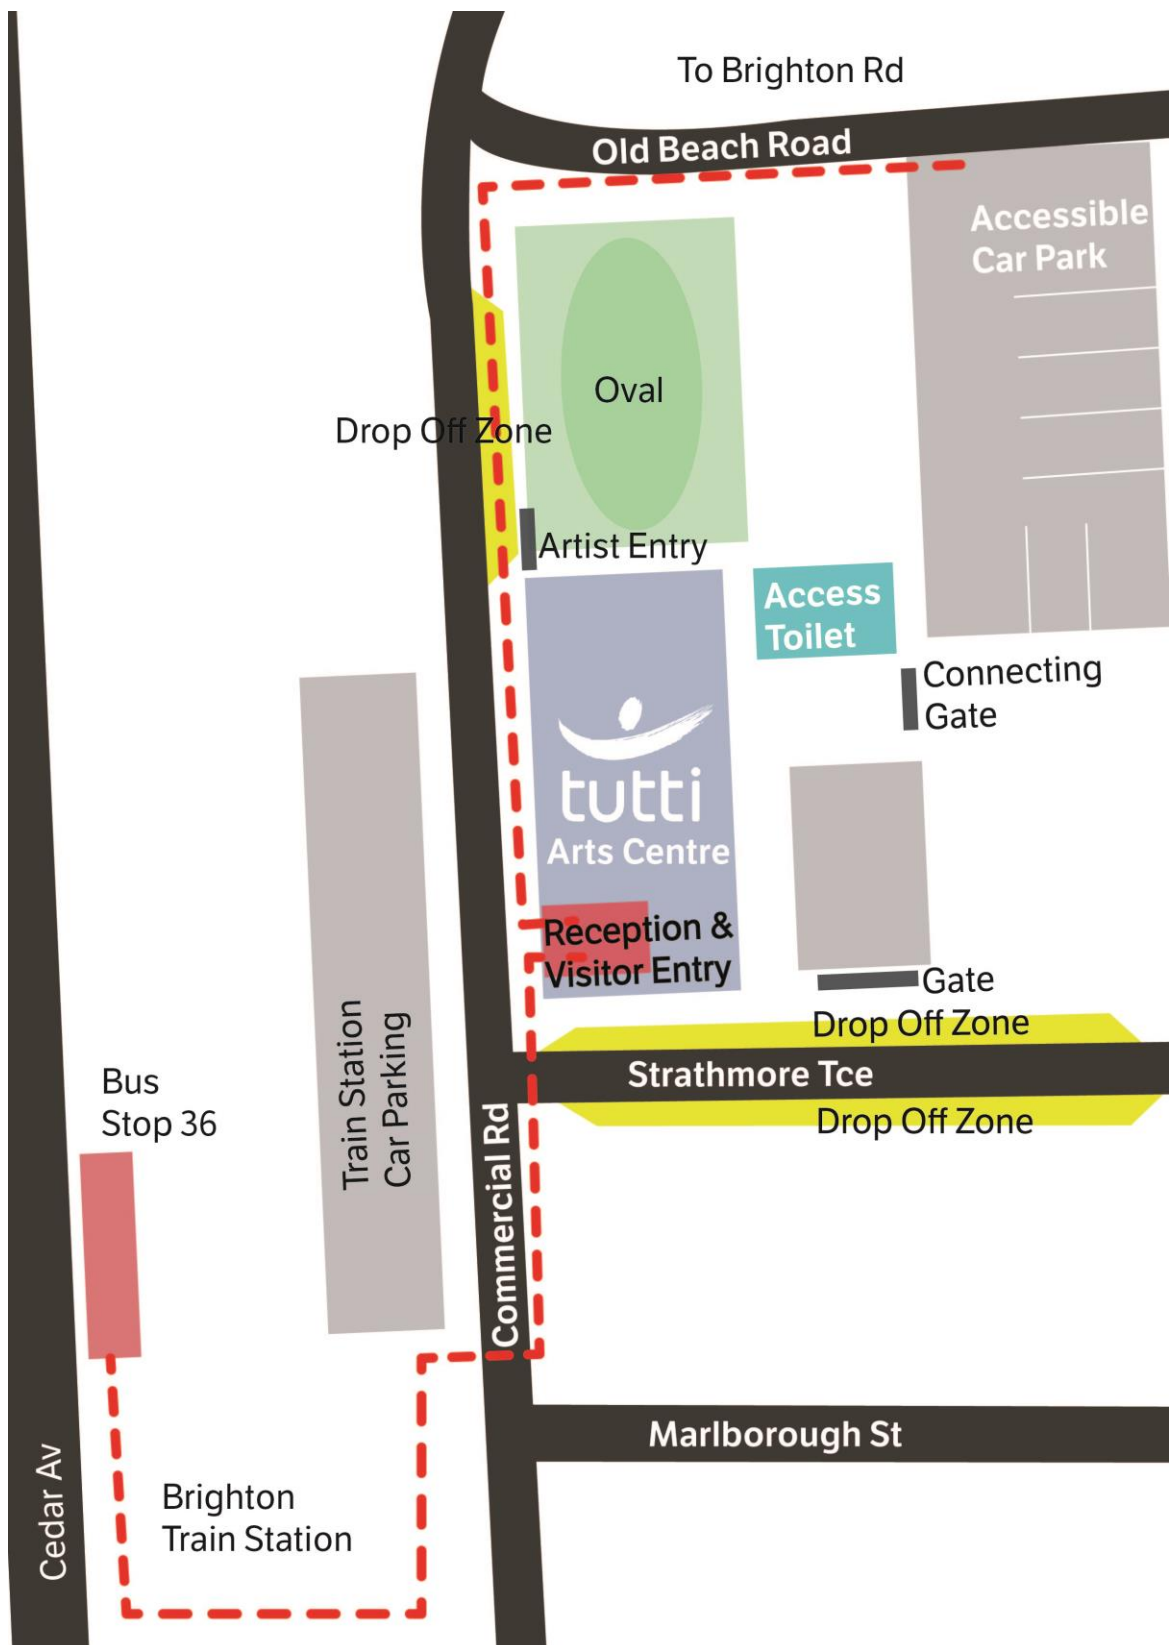 To Brighton Rd
Old Beach Road
Accessible
Car Park
Oval
Drop Off Zone
Artist Entry
Access
Toilet
Connecting
Gate
tutti
Arts Centre
Reception &
Visitor Entry
Gate
Drop Off Zone
Strathmore Tce
Drop Off Zone
Train Station
Car Parking
Bus
Stop 36
Commercial Rd
Marlborough St
Cedar Av
Brighton
Train Station